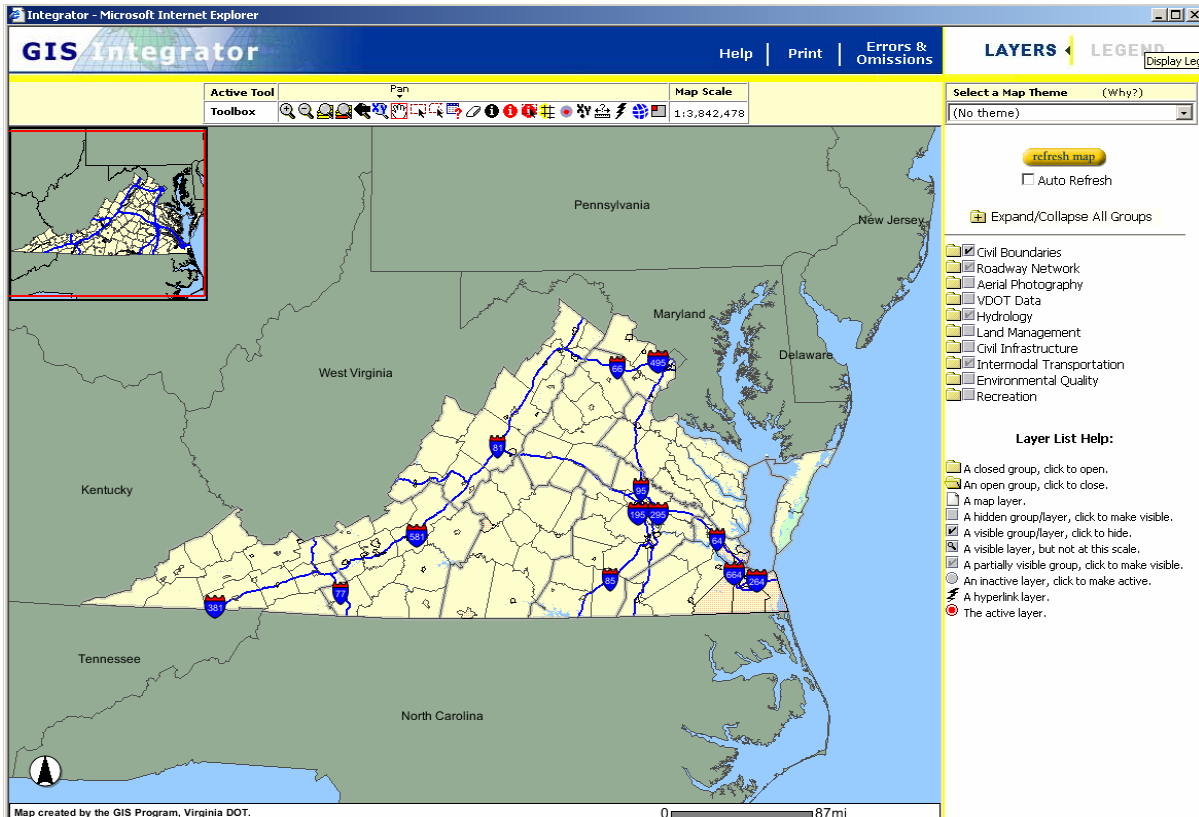 Integrator - Microsoft Internet Explorer
GIS Integrator
Help | Print | Errors & Omissions
LAYERS LEGEND
Display Leg
Active Tool Pan Map Scale
Toolbox 1:3,842,478
Select a Map Theme (Why?)
(No theme)
refresh map
Auto Refresh
Expand/Collapse All Groups
Civil Boundaries
Roadway Network
Aerial Photography
VDOT Data
Hydrology
Land Management
Civil Infrastructure
Intermodal Transportation
Environmental Quality
Recreation
Layer List Help:
A closed group, click to open.
An open group, click to close.
A map layer.
A hidden group/layer, click to make visible.
A visible group/layer, click to hide.
A visible layer, but not at this scale.
A partially visible group, click to make visible.
An inactive layer, click to make active.
A hyperlink layer.
The active layer.
Pennsylvania
New Jersey
Maryland
Delaware
West Virginia
66
495
81
Kentucky
95
195
295
581
64
664
264
85
77
381
Tennessee
North Carolina
Map created by the GIS Program, Virginia DOT.
0 87mi